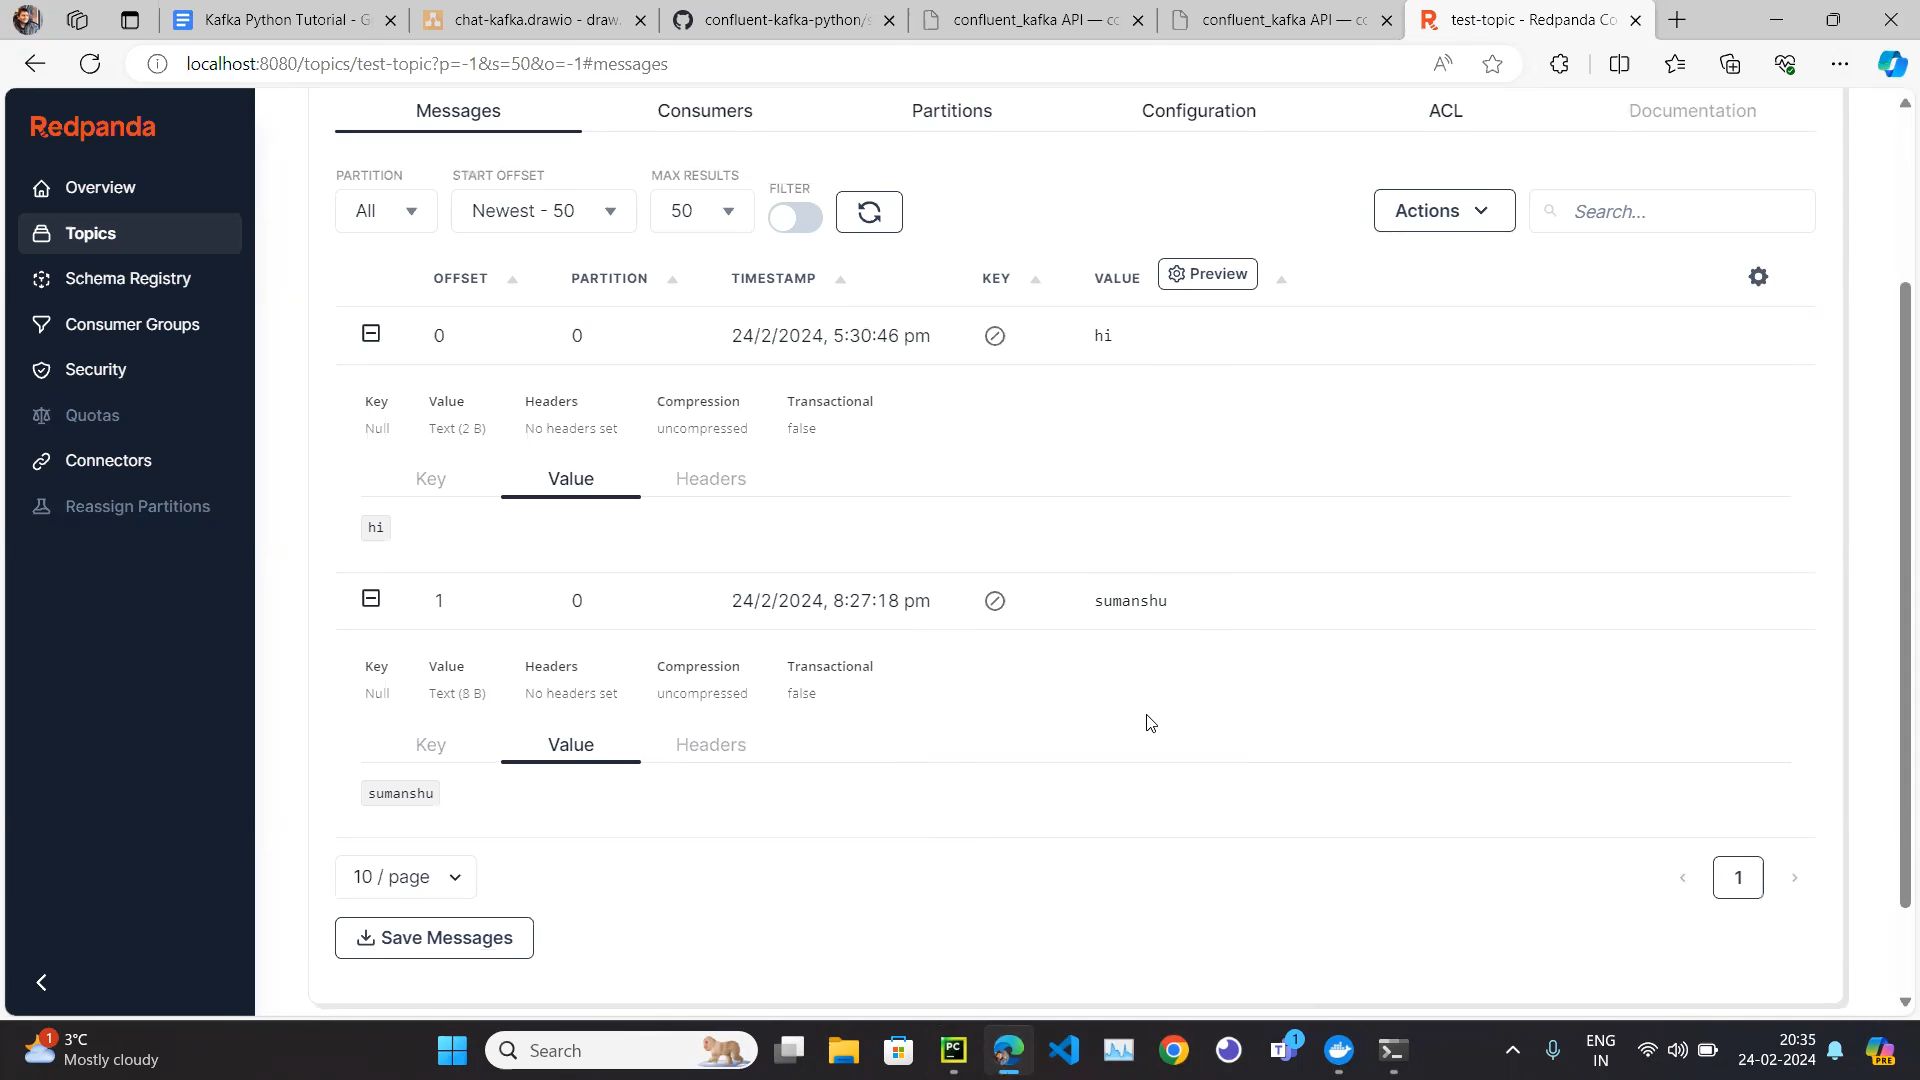 Kafka Python Tutorial - G
chat-kafka.drawio - draw.
confluent-kafka-python/s
confluent_kafka API — co
confluent_kafka API — co
test-topic - Redpanda Co
localhost:8080/topics/test-topic?p=-1&s=50&o=-1#messages
Redpanda
Overview
Topics
Schema Registry
Consumer Groups
Security
Quotas
Connectors
Reassign Partitions
Messages Consumers Partitions Configuration ACL Documentation
PARTITION START OFFSET MAX RESULTS FILTER
All Newest - 50 50 Actions Search...
OFFSET PARTITION TIMESTAMP KEY VALUE Preview
0 0 24/2/2024, 5:30:46 pm hi
Key Value Headers Compression Transactional
Null Text (2 B) No headers set uncompressed false
Key Value Headers
hi
1 0 24/2/2024, 8:27:18 pm sumanshu
Key Value Headers Compression Transactional
Null Text (8 B) No headers set uncompressed false
Key Value Headers
sumanshu
10 / page 1
Save Messages
1 3°C
Mostly cloudy
Search
PC
T 1
ENG
IN
20:35
24-02-2024
PRE